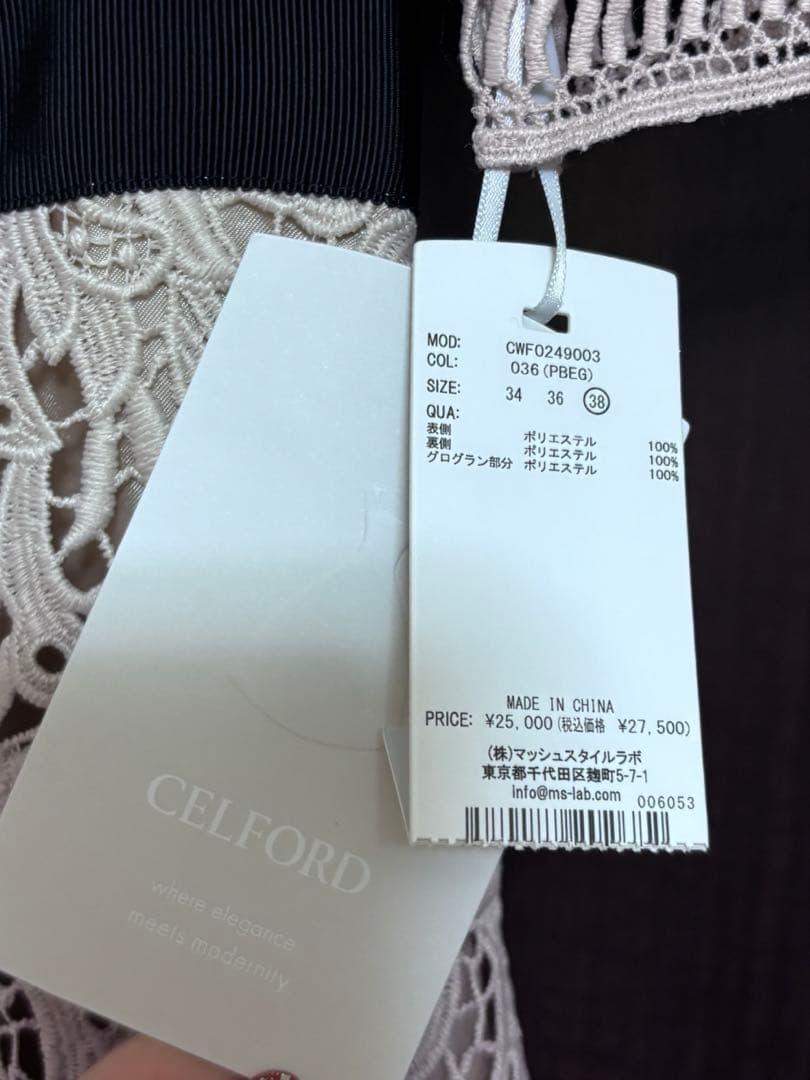 MOD: CWF0249003
COL: 036(PBEG)
SIZE: 34 36 38
QUA:
表側 ポリエステル 100%
裏側 ポリエステル 100%
グログラン部分 ポリエステル 100%
MADE IN CHINA
PRICE: ¥25,000(税込価格 ¥27,500)
(株)マッシュスタイルラボ
東京都千代田区麹町5-7-1
info@ms-lab.com
006053
CELFORD
where elegance
meets modernity